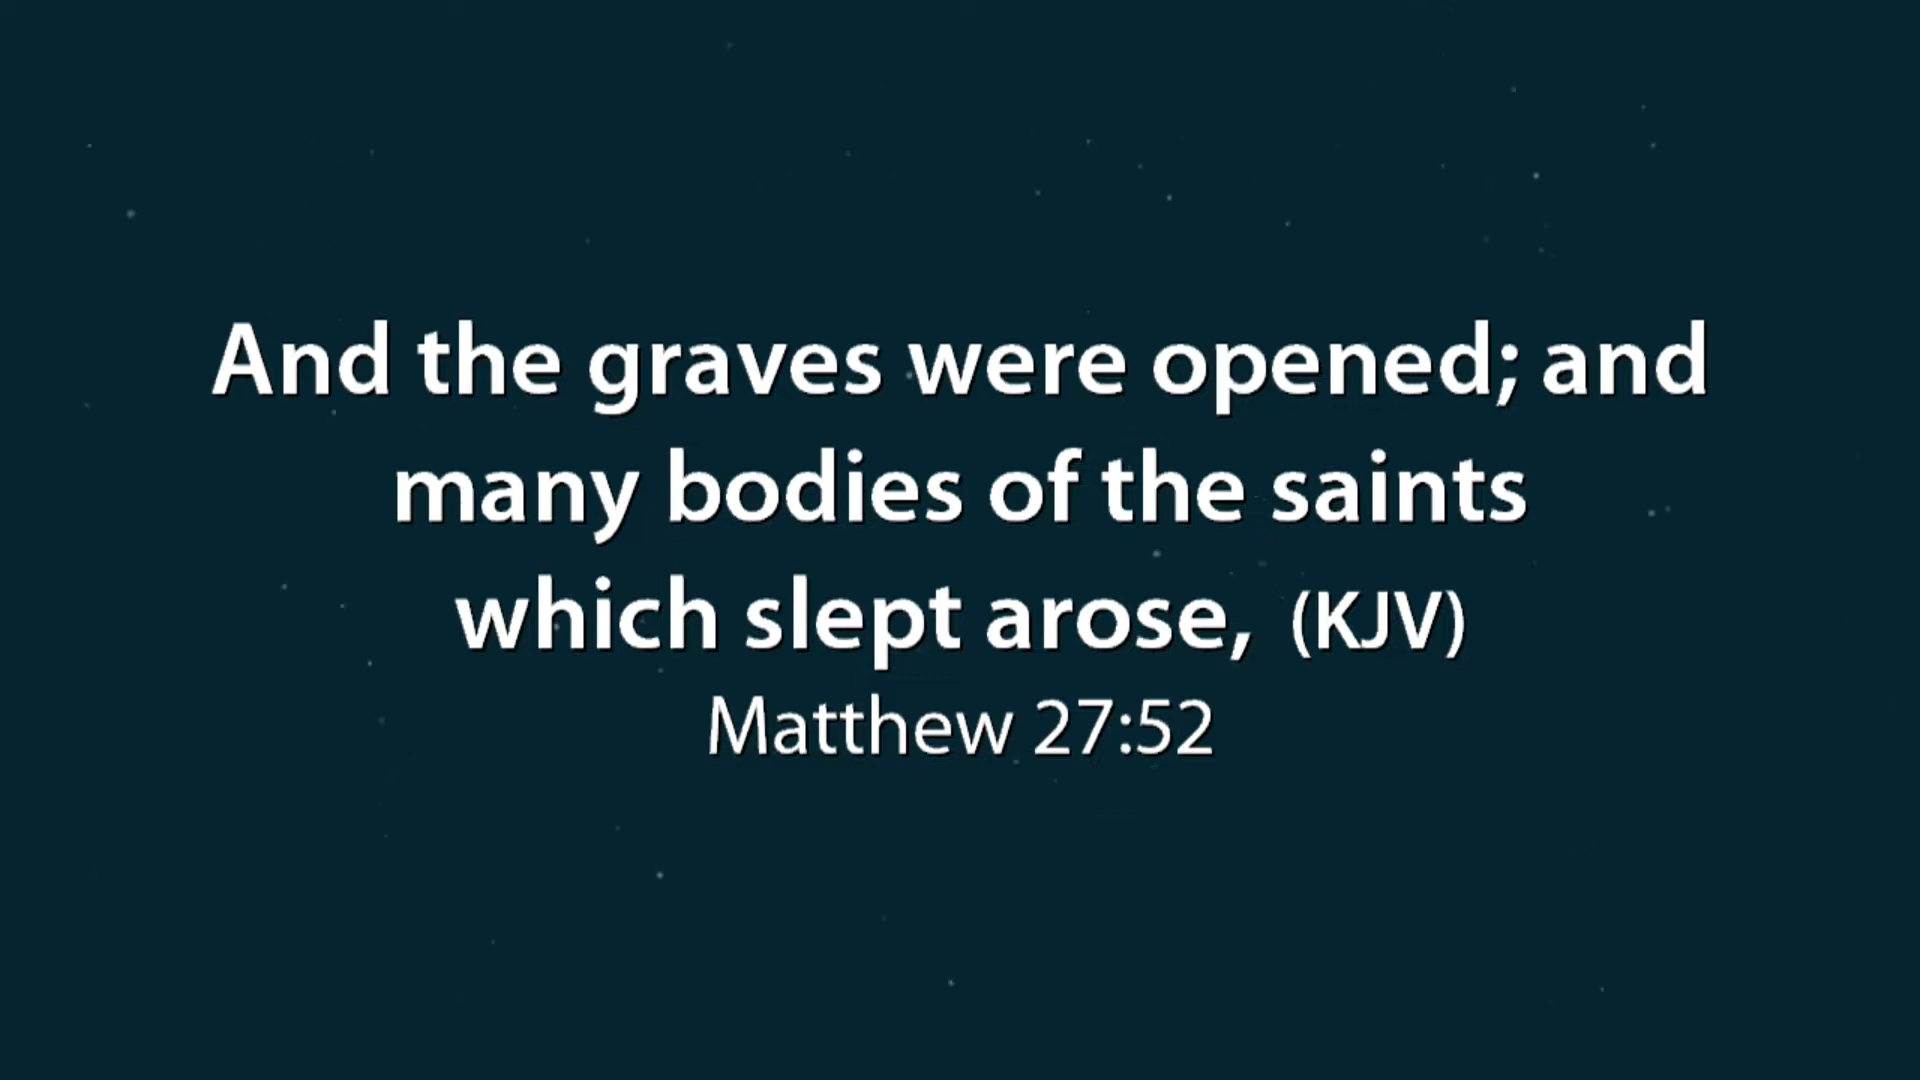 And the graves were opened; and
many bodies of the saints
which slept arose, (KJV)
Matthew 27:52